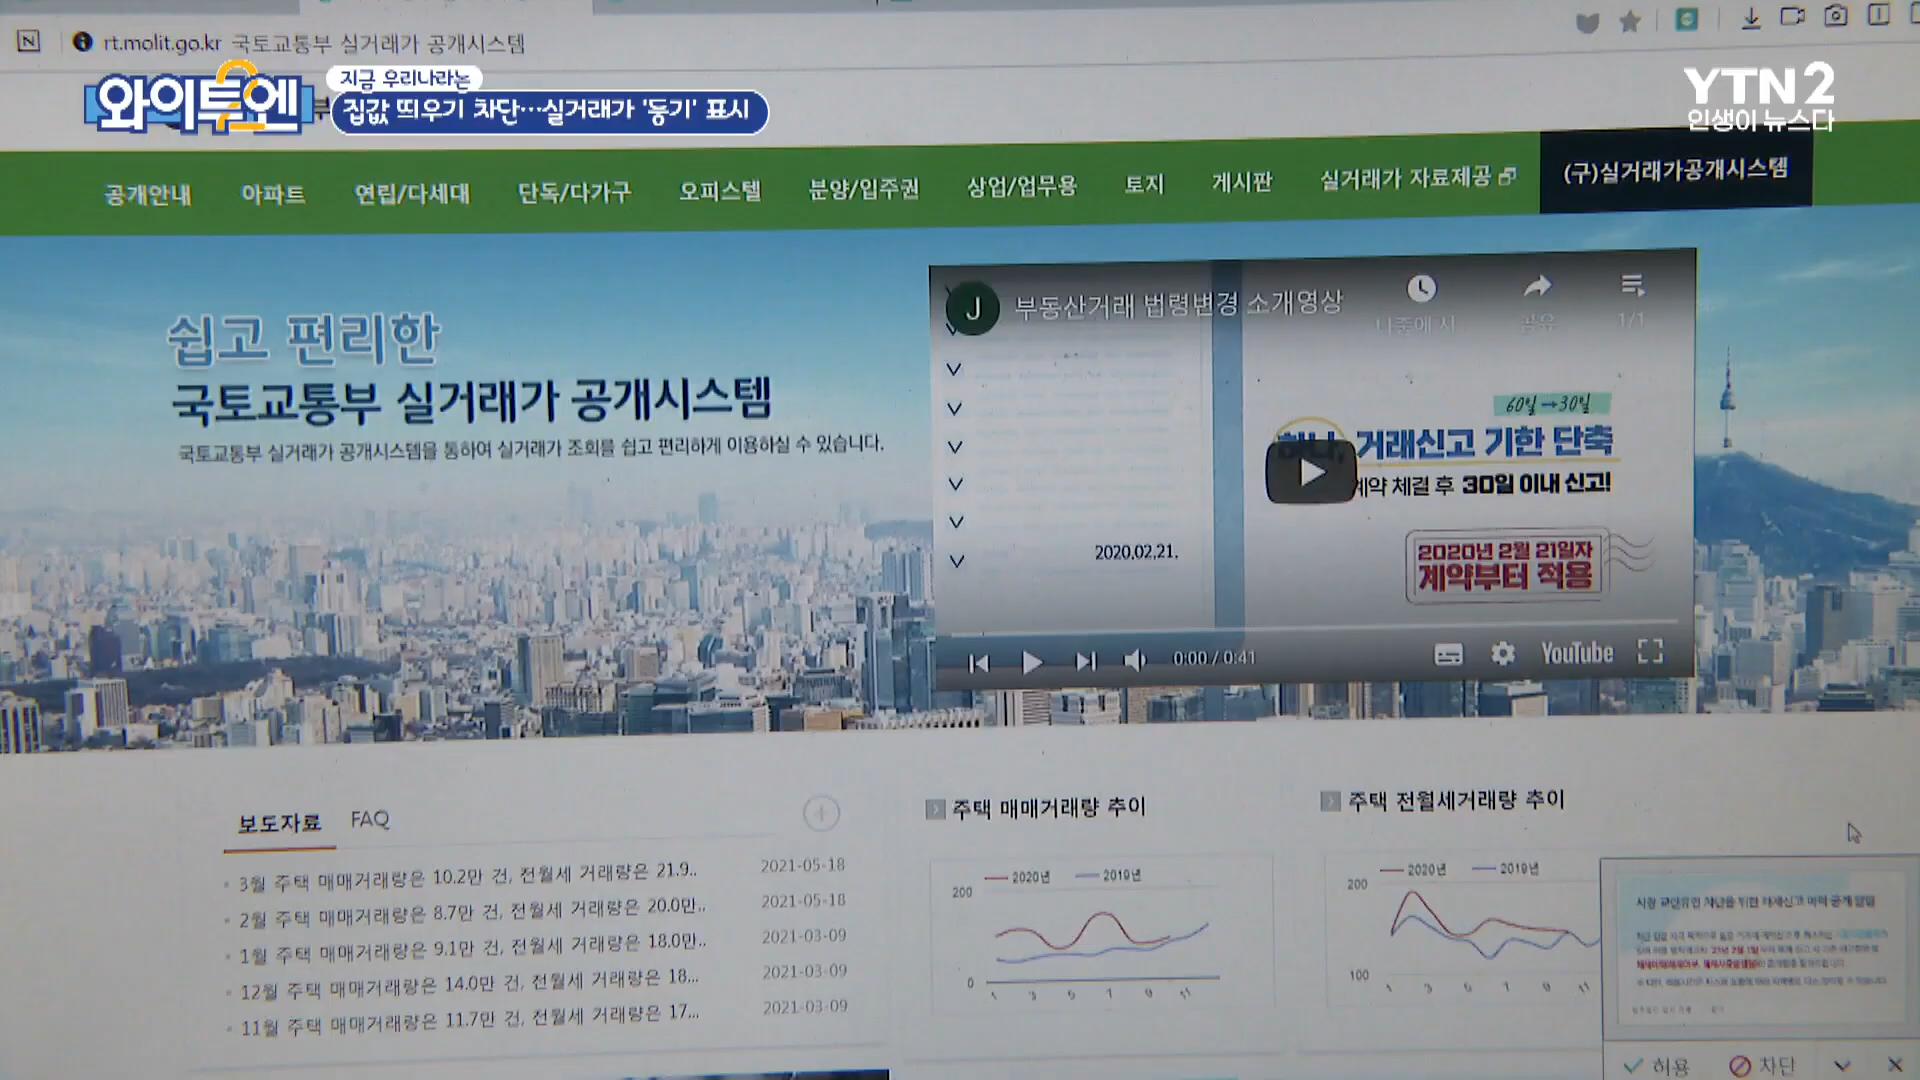 rt.molit.go.kr 국토교통부 실거래가 공개시스템
와이투엔
지금 우리나라는
집값 띄우기 차단…실거래가 '등기' 표시
YTN2
인생이 뉴스다
공개안내 아파트 연립/다세대 단독/다가구 오피스텔 분양/입주권 상업/업무용 토지 게시판 실거래가 자료제공 (구)실거래가공개시스템
쉽고 편리한
국토교통부 실거래가 공개시스템
국토교통부 실거래가 공개시스템을 통하여 실거래가 조회를 쉽고 편리하게 이용하실 수 있습니다.
J 부동산거래 법령변경 소개영상
공유 1/1
60일→30일
하나, 거래신고 기한 단축
계약 체결 후 30일 이내 신고!
2020.02.21.
2020년 2월 21일자
계약부터 적용
0:00 / 0:41
YouTube
보도자료 FAQ
3월 주택 매매거래량은 10.2만 건, 전월세 거래량은 21.9.. 2021-05-18
2월 주택 매매거래량은 8.7만 건, 전월세 거래량은 20.0만.. 2021-05-18
1월 주택 매매거래량은 9.1만 건, 전월세 거래량은 18.0만.. 2021-03-09
12월 주택 매매거래량은 14.0만 건, 전월세 거래량은 18... 2021-03-09
11월 주택 매매거래량은 11.7만 건, 전월세 거래량은 17... 2021-03-09
주택 매매거래량 추이
2020년 2019년
200
0
1 3 5 7 9 11
주택 전월세거래량 추이
2020년 2019년
200
100
1 3 5 7 9 11
허용 차단